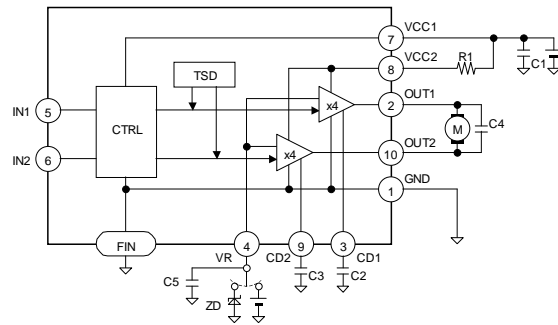 VCC1
7
C1
TSD
VCC2
8
R1
OUT1
x4
2
IN1
5
CTRL
M
C4
IN2
6
x4
OUT2
10
GND
1
FIN
4
9
3
VR
CD2
CD1
C5
C3
C2
ZD